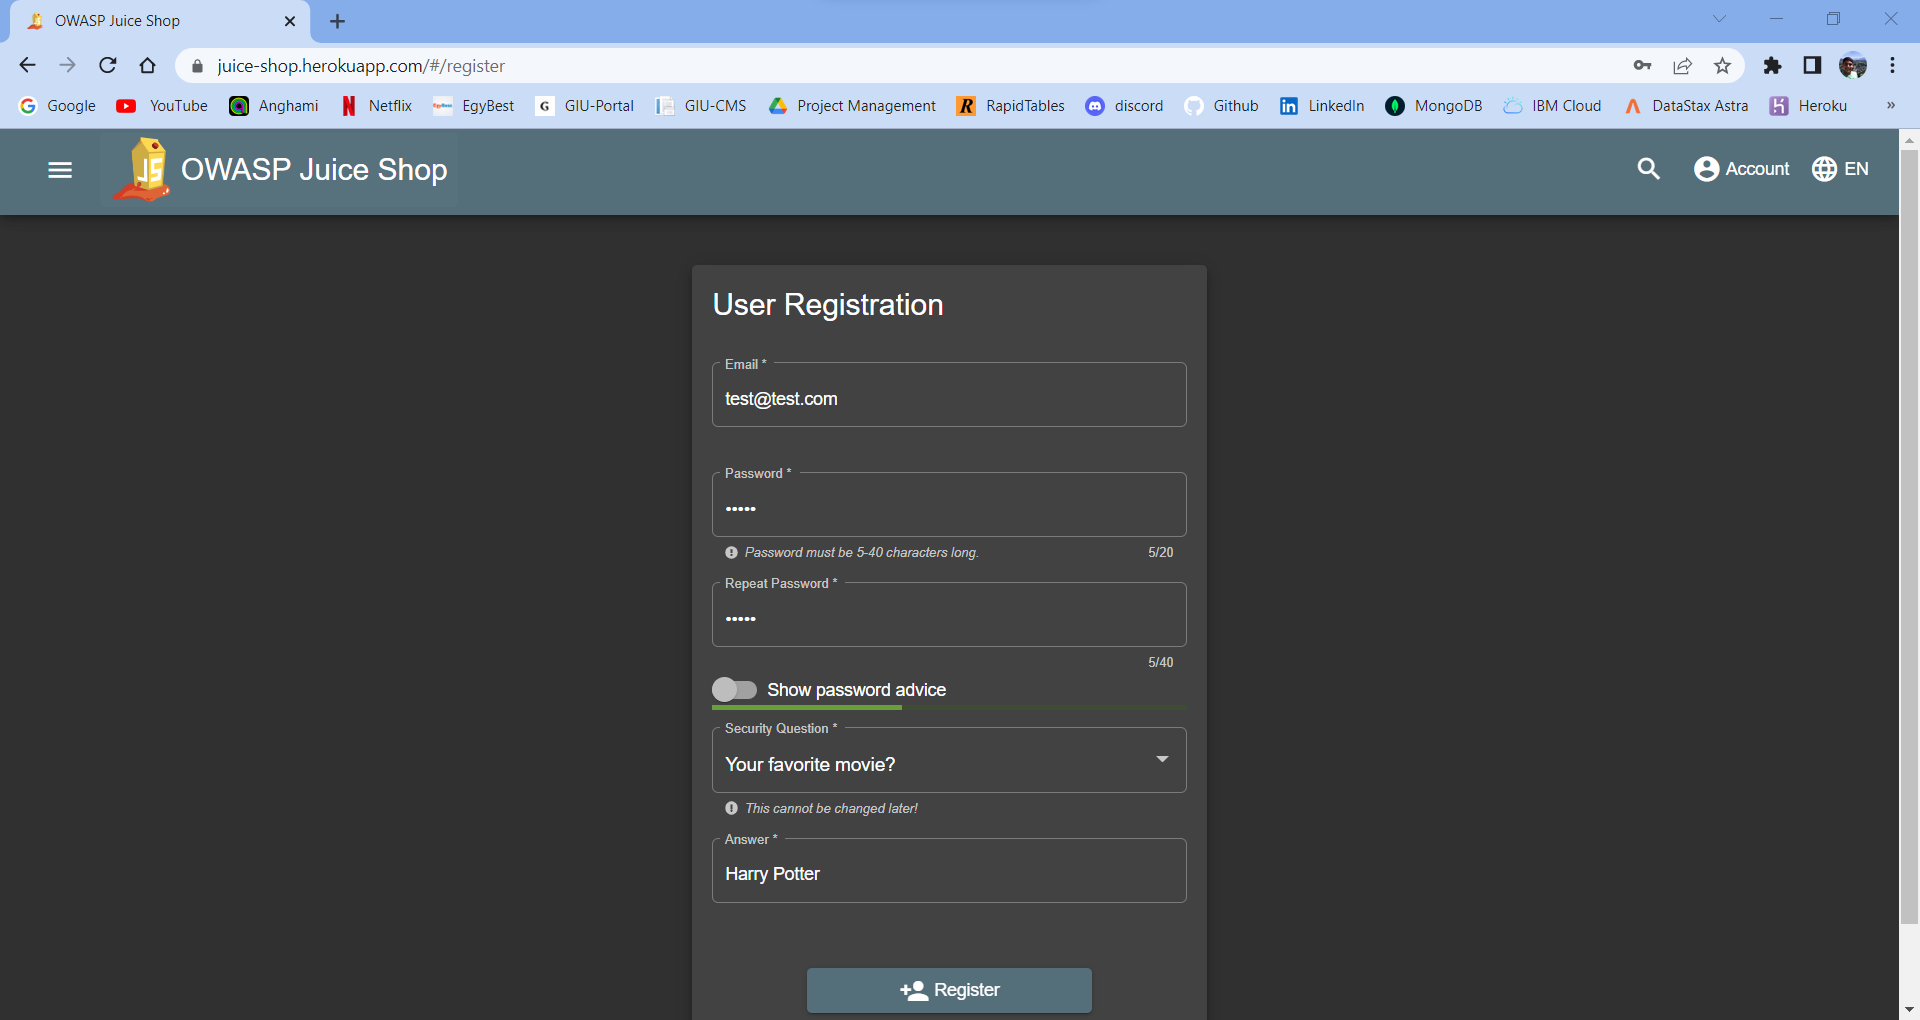 OWASP Juice Shop
juice-shop.herokuapp.com/#/register
Google YouTube Anghami Netflix EgyBest GIU-Portal GIU-CMS Project Management RapidTables discord Github LinkedIn MongoDB IBM Cloud DataStax Astra Heroku »
OWASP Juice Shop Account EN
User Registration
Email *
test@test.com
Password *
•••••
Password must be 5-40 characters long. 5/20
Repeat Password *
•••••
5/40
Show password advice
Security Question *
Your favorite movie?
This cannot be changed later!
Answer *
Harry Potter
Register